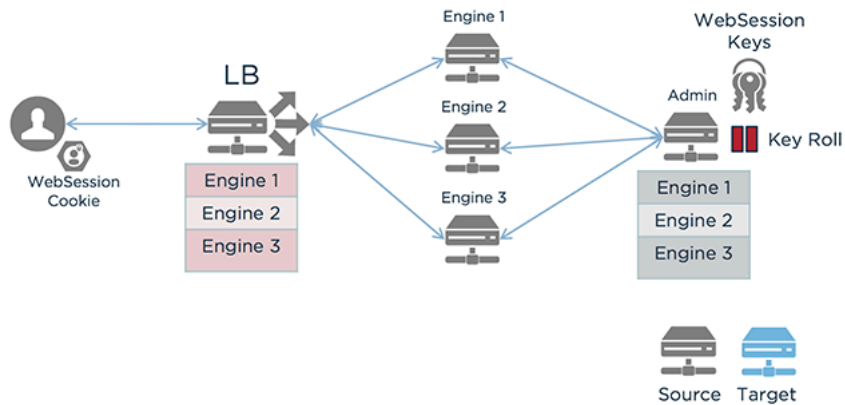 Engine 1
WebSession
Keys
LB
Engine 2
Admin
Key Roll
WebSession
Cookie
Engine 1
Engine 2
Engine 3
Engine 3
Engine 1
Engine 2
Engine 3
Source
Target